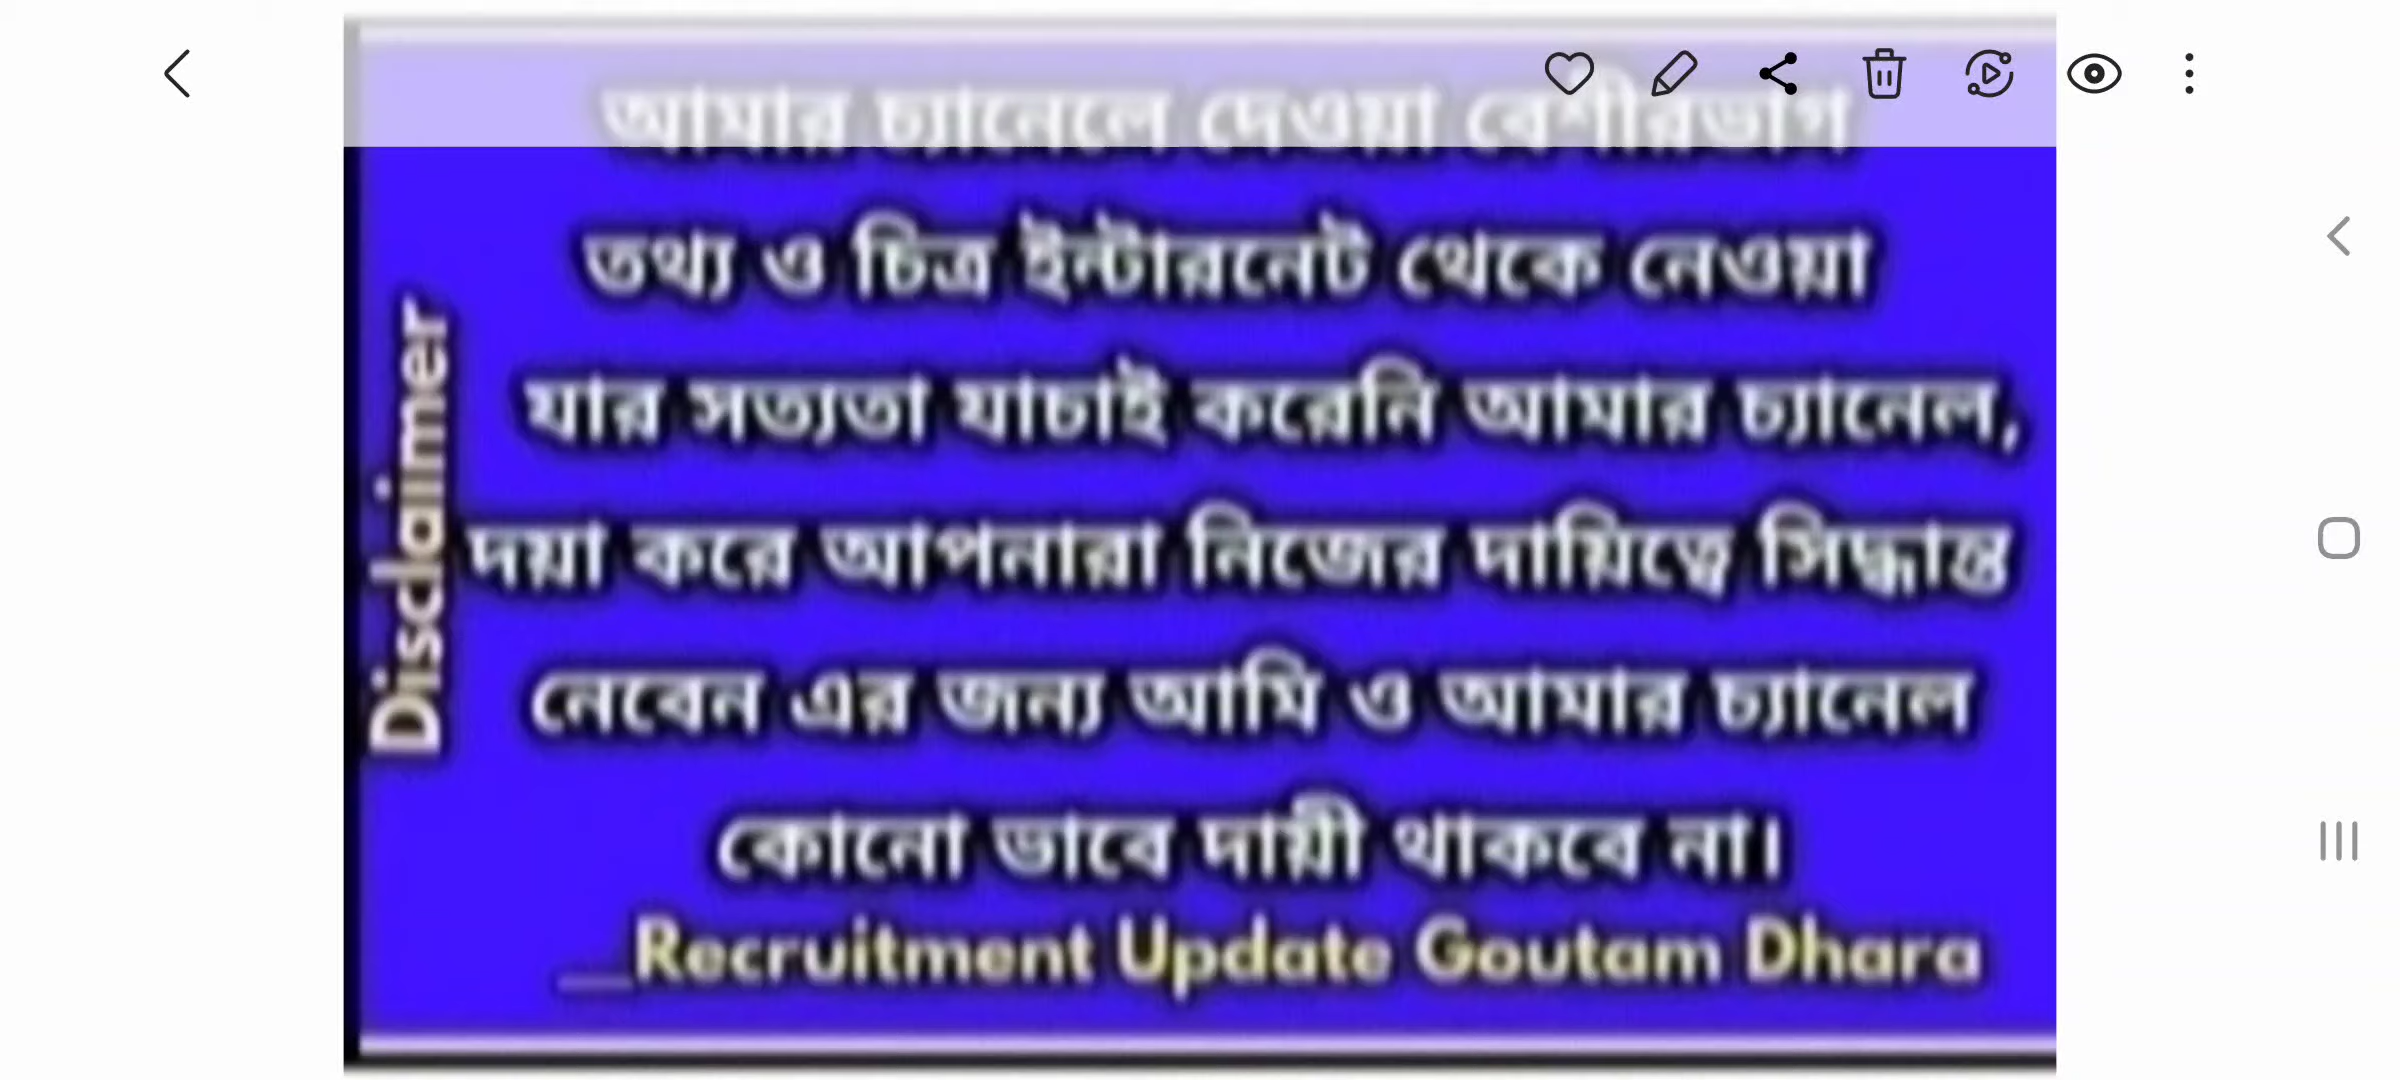 আমার চ্যানেলে দেওয়া বেশীরভাগ
তথ্য ও চিত্র ইন্টারনেট থেকে নেওয়া
যার সত্যতা যাচাই করেনি আমার চ্যানেল,
দয়া করে আপনারা নিজের দায়িত্বে সিদ্ধান্ত
নেবেন এর জন্য আমি ও আমার চ্যানেল
কোনো ভাবে দায়ী থাকবে না।
__Recruitment Update Goutam Dhara
Disclaimer